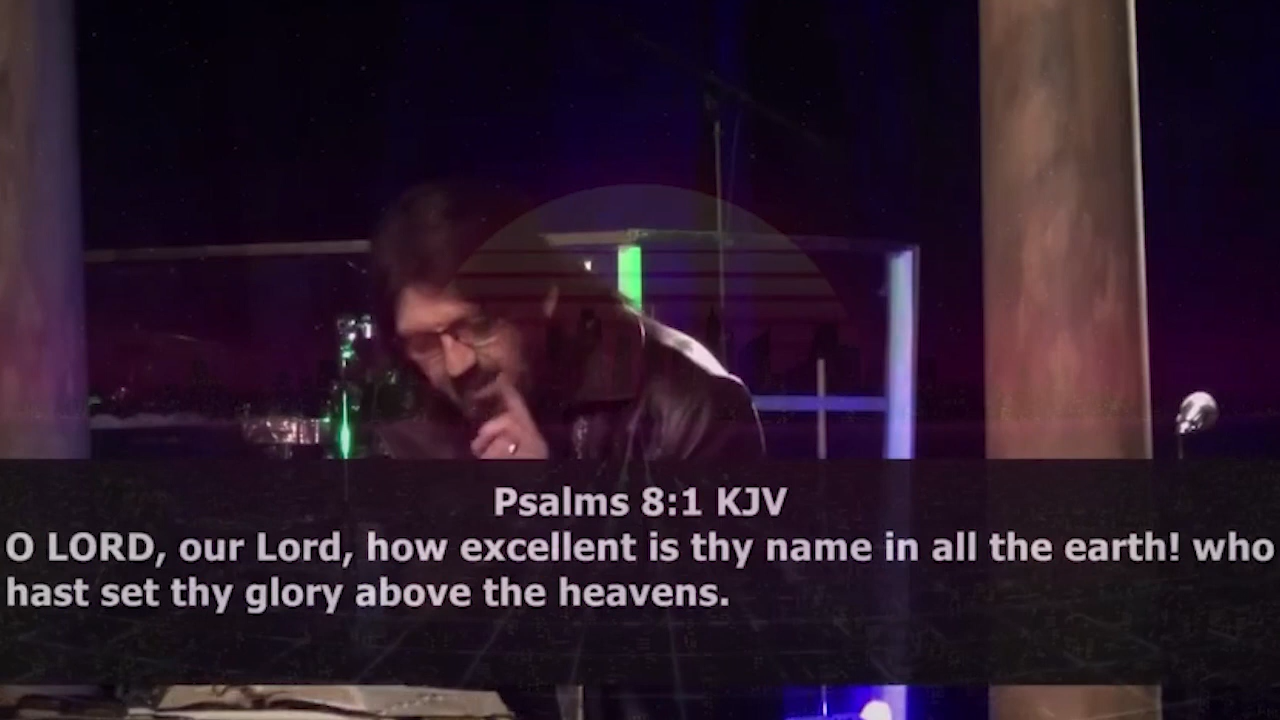 Psalms 8:1 KJV
O LORD, our Lord, how excellent is thy name in all the earth! who
hast set thy glory above the heavens.